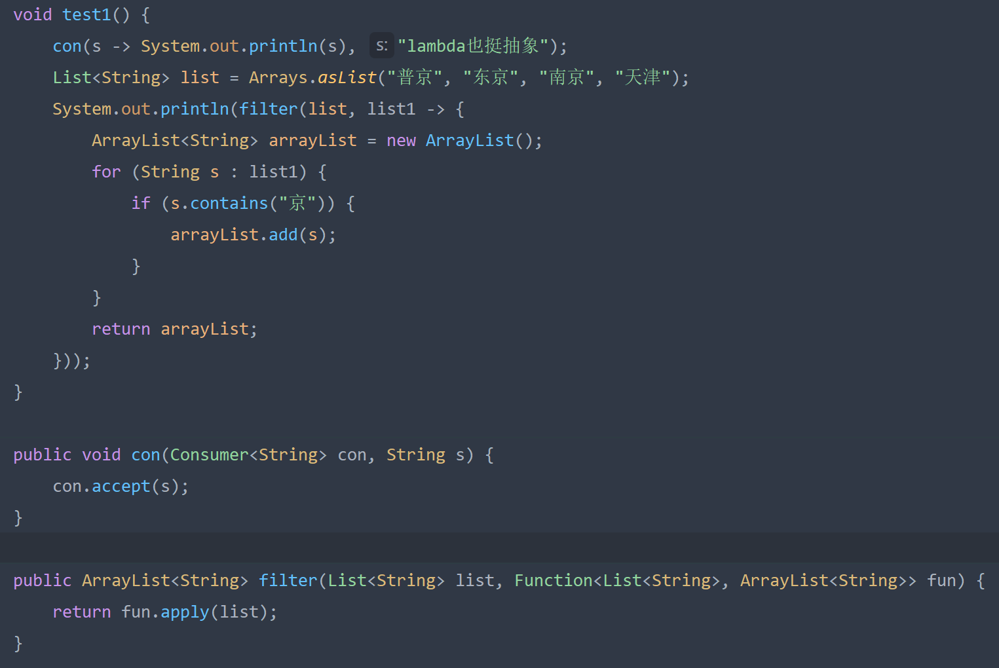 void test1() {
    con(s -> System.out.println(s), s: "lambda也挺抽象");
    List<String> list = Arrays.asList("普京", "东京", "南京", "天津");
    System.out.println(filter(list, list1 -> {
        ArrayList<String> arrayList = new ArrayList();
        for (String s : list1) {
            if (s.contains("京")) {
                arrayList.add(s);
            }
        }
        return arrayList;
    }));
}
public void con(Consumer<String> con, String s) {
    con.accept(s);
}
public ArrayList<String> filter(List<String> list, Function<List<String>, ArrayList<String>> fun) {
    return fun.apply(list);
}